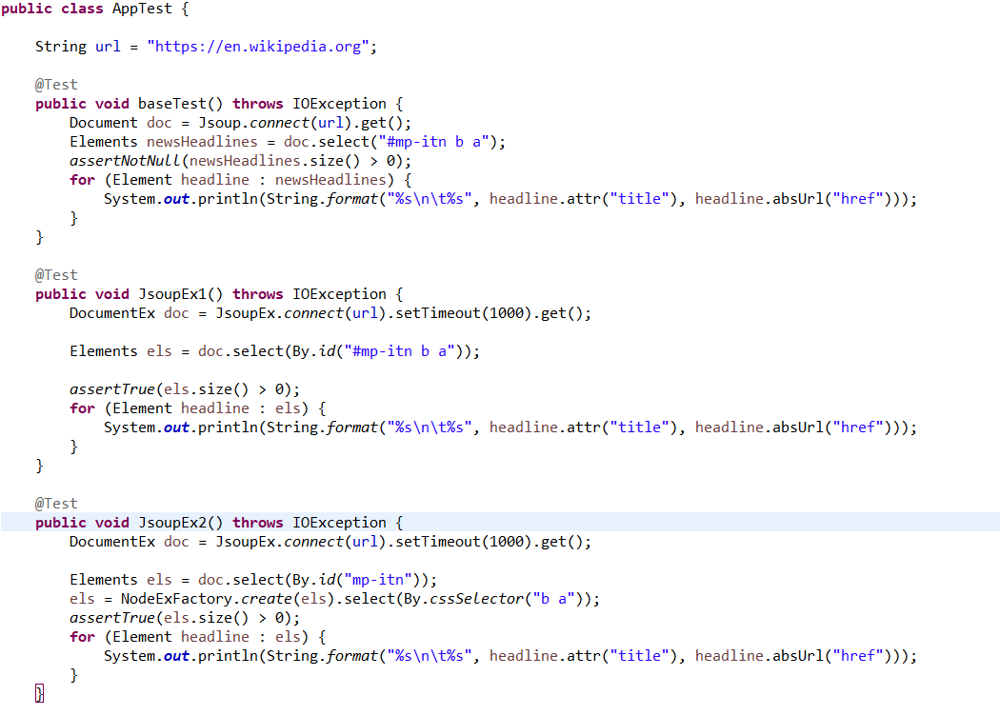 public class AppTest {
String url = "https://en.wikipedia.org";
@Test
public void baseTest() throws IOException {
Document doc = Jsoup.connect(url).get();
Elements newsHeadlines = doc.select("#mp-itn b a");
assertNotNull(newsHeadlines.size() > 0);
for (Element headline : newsHeadlines) {
System.out.println(String.format("%s\n\t%s", headline.attr("title"), headline.absUrl("href")));
}
}
@Test
public void JsoupEx1() throws IOException {
DocumentEx doc = JsoupEx.connect(url).setTimeout(1000).get();
Elements els = doc.select(By.id("#mp-itn b a"));
assertTrue(els.size() > 0);
for (Element headline : els) {
System.out.println(String.format("%s\n\t%s", headline.attr("title"), headline.absUrl("href")));
}
}
@Test
public void JsoupEx2() throws IOException {
DocumentEx doc = JsoupEx.connect(url).setTimeout(1000).get();
Elements els = doc.select(By.id("mp-itn"));
els = NodeExFactory.create(els).select(By.cssSelector("b a"));
assertTrue(els.size() > 0);
for (Element headline : els) {
System.out.println(String.format("%s\n\t%s", headline.attr("title"), headline.absUrl("href")));
}
}